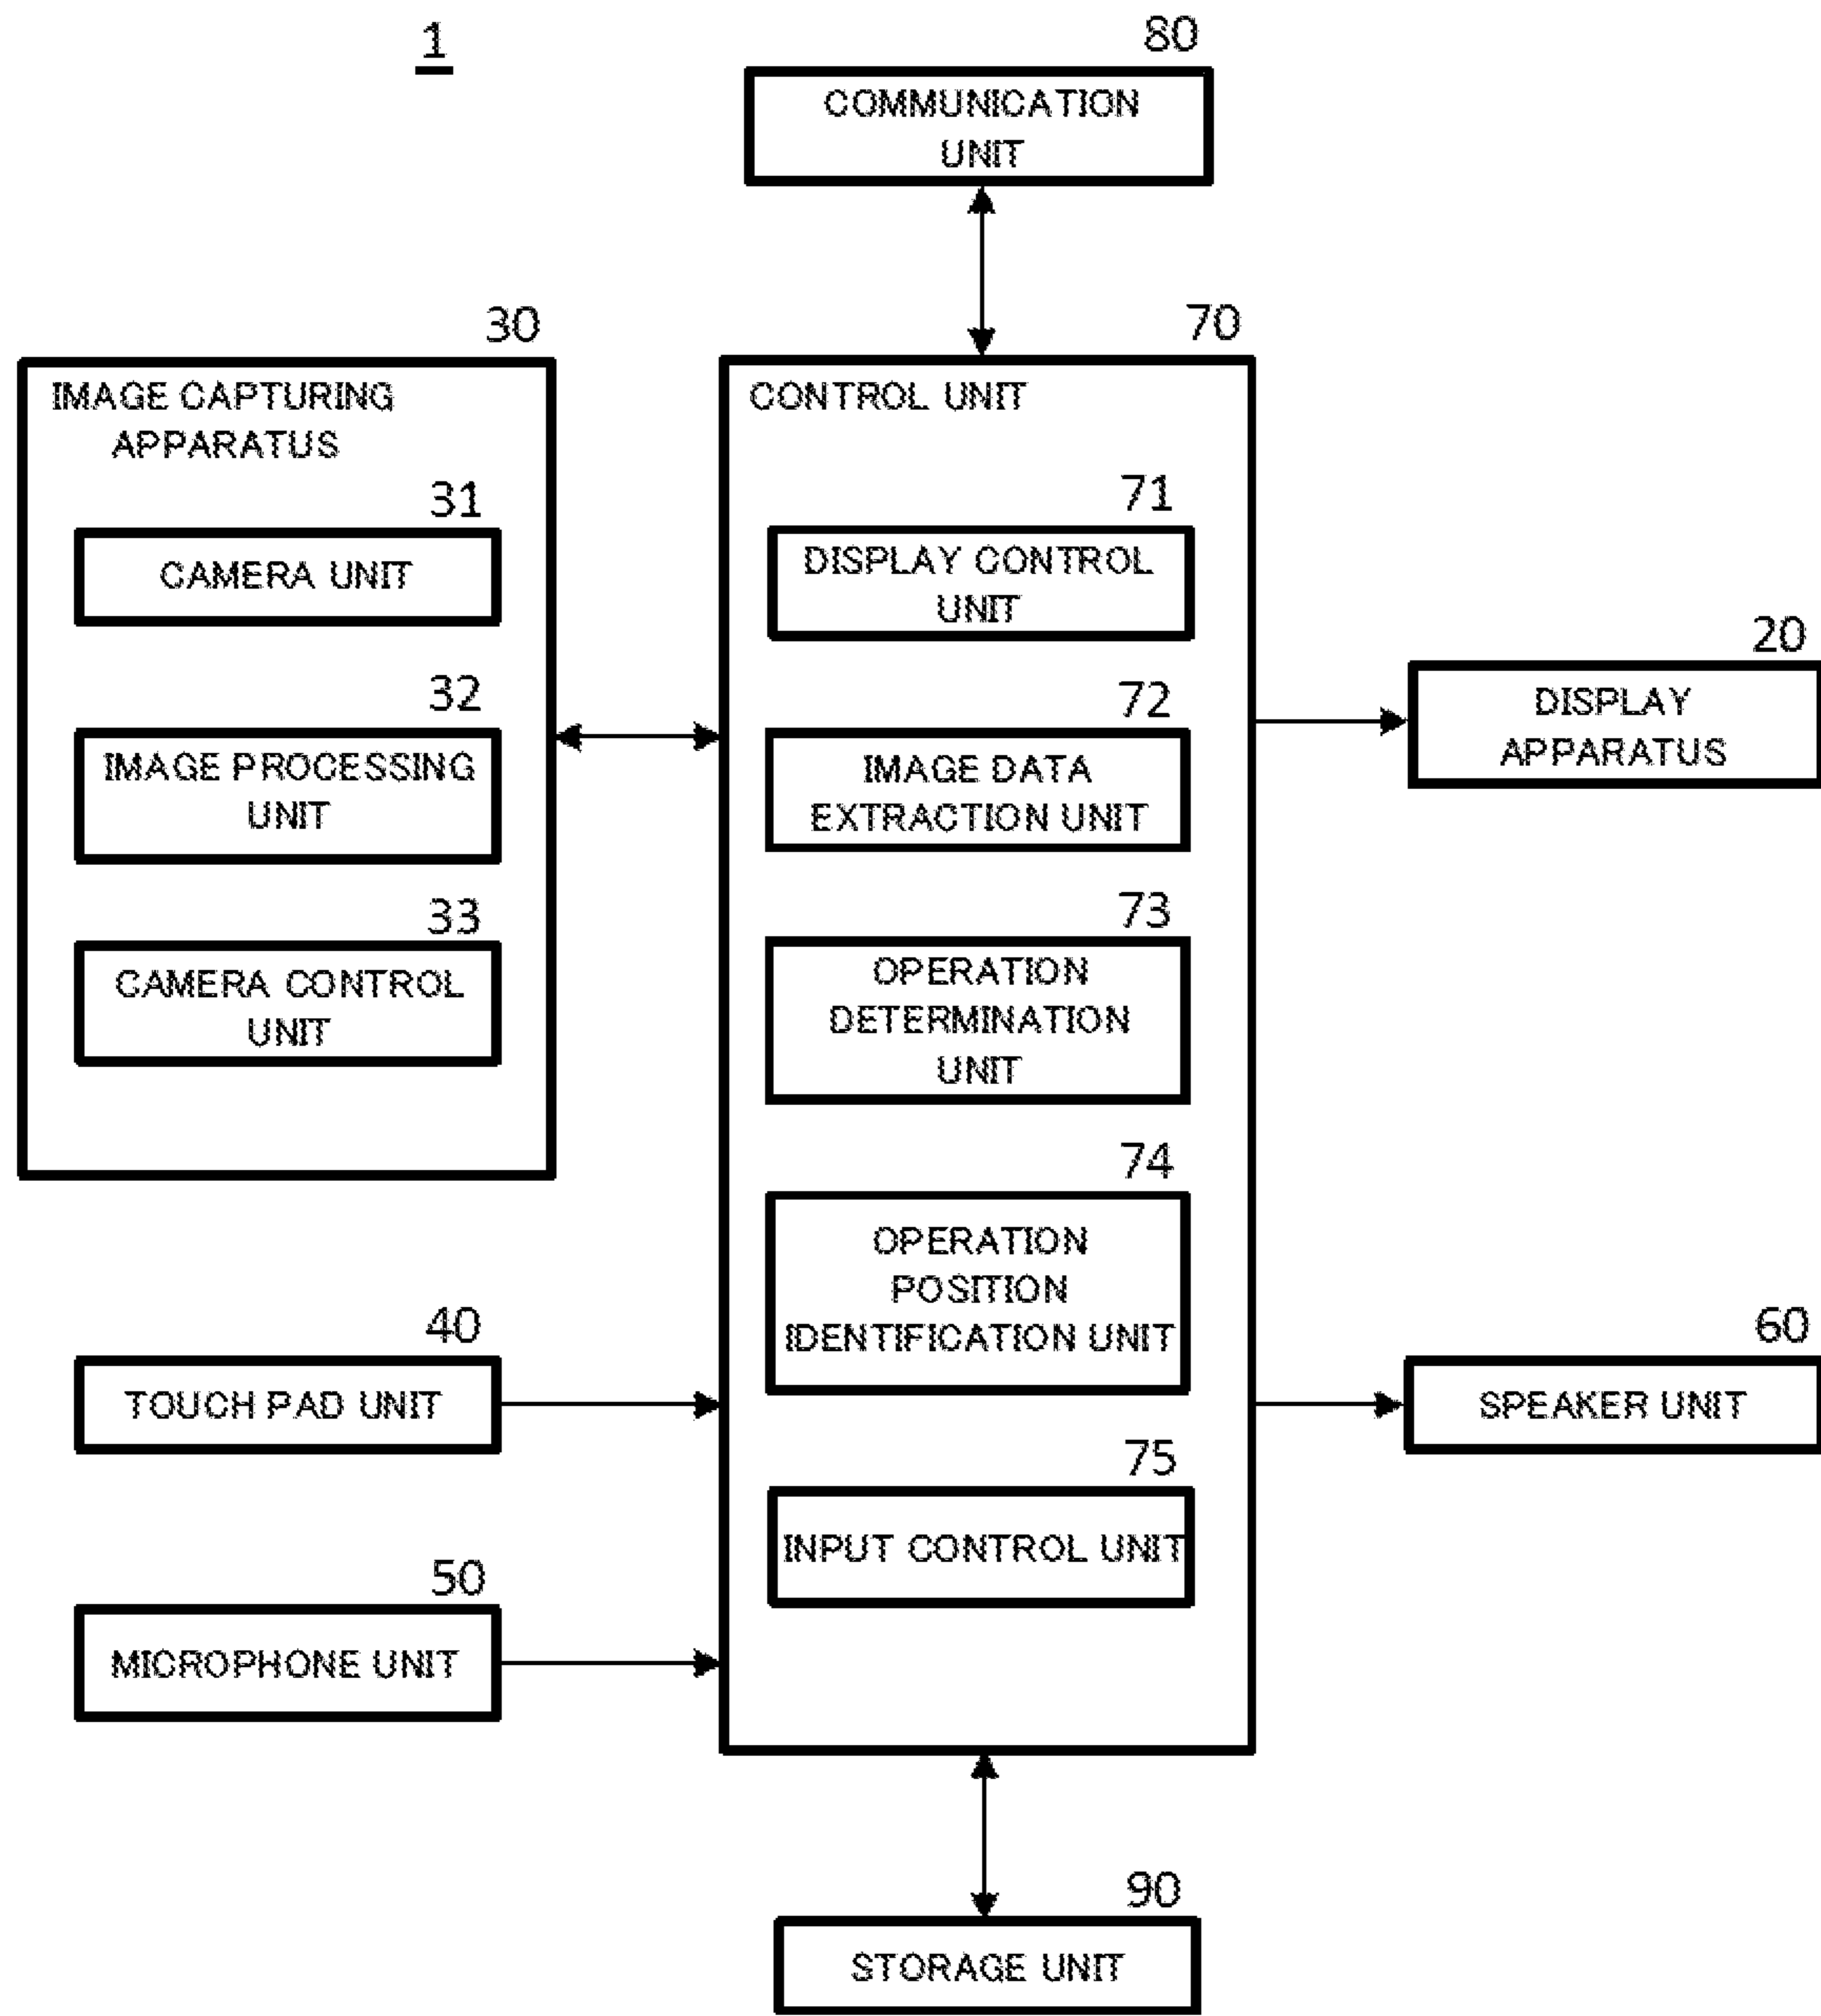 1
80
COMMUNICATION
UNIT
30
IMAGE CAPTURING
APPARATUS
31
CAMERA UNIT
32
IMAGE PROCESSING
UNIT
33
CAMERA CONTROL
UNIT
40
TOUCH PAD UNIT
50
MICROPHONE UNIT
70
CONTROL UNIT
71
DISPLAY CONTROL
UNIT
72
IMAGE DATA
EXTRACTION UNIT
73
OPERATION
DETERMINATION
UNIT
74
OPERATION
POSITION
IDENTIFICATION UNIT
75
INPUT CONTROL UNIT
20
DISPLAY
APPARATUS
60
SPEAKER UNIT
90
STORAGE UNIT